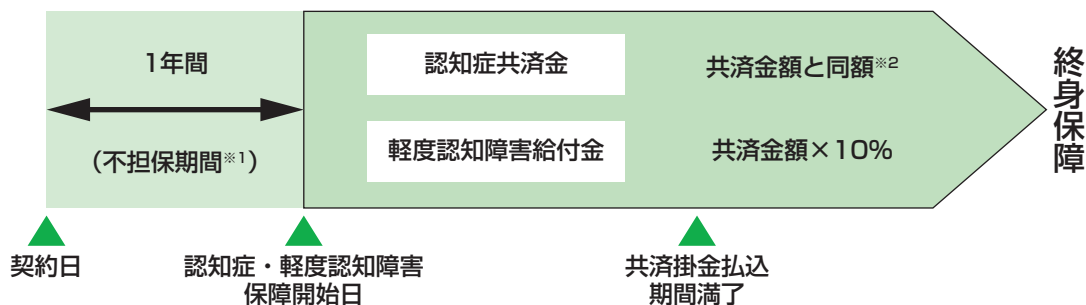 1年間
(不担保期間※1)
認知症共済金
共済金額と同額※2
軽度認知障害給付金
共済金額×10%
終身保障
契約日
認知症・軽度認知障害
保障開始日
共済掛金払込
期間満了